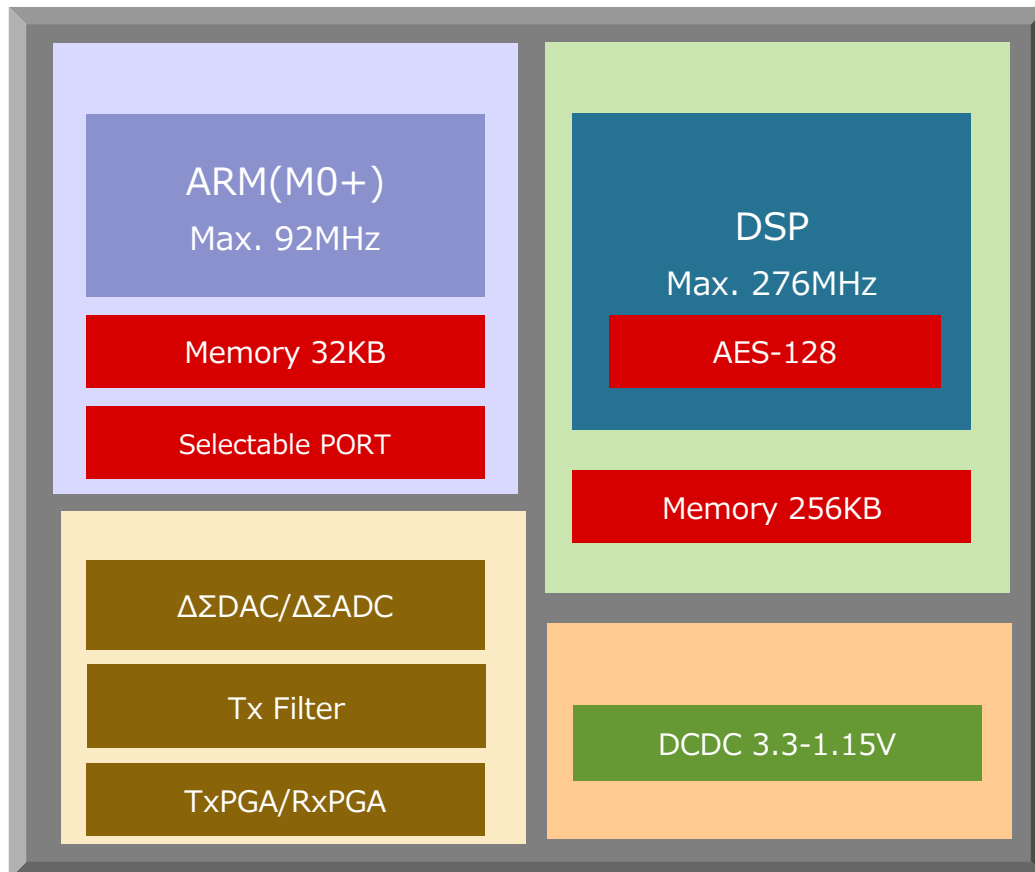 ARM(M0+)
Max. 92MHz
Memory 32KB
Selectable PORT
DSP
Max. 276MHz
AES-128
Memory 256KB
ΔΣDAC/ΔΣADC
Tx Filter
TxPGA/RxPGA
DCDC 3.3-1.15V